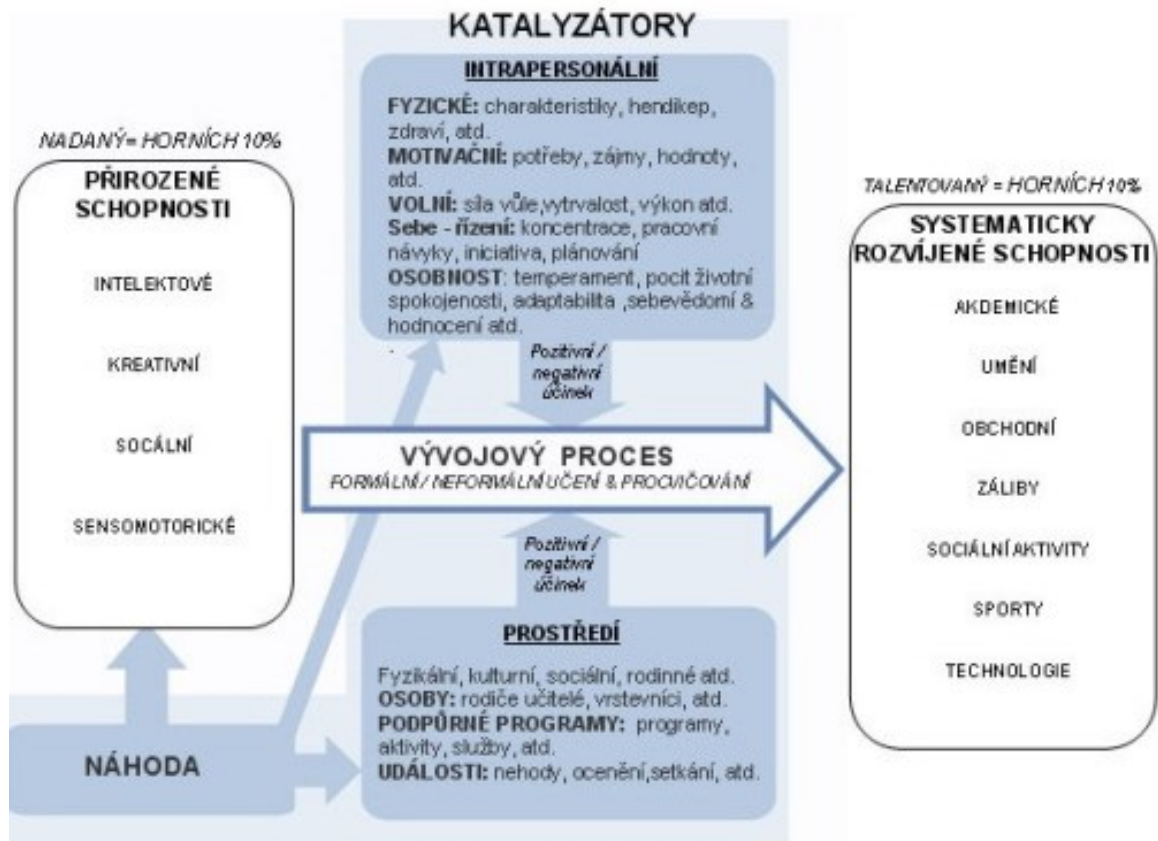 KATALYZÁTORY
INTRAPERSONÁLNÍ
FYZICKÉ: charakteristiky, hendikep,
zdraví, atd.
MOTIVAČNÍ: potřeby, zájmy, hodnoty,
atd.
VOLNÍ: síla vůle,vytrvalost, výkon atd.
Sebe - řízení: koncentrace, pracovní
návyky, iniciativa, plánování
OSOBNOST: temperament, pocit životní
spokojenosti, adaptabilita ,sebevědomí &
hodnocení atd.
.
NADANÝ= HORNÍCH 10%
PŘIROZENÉ
SCHOPNOSTI
INTELEKTOVÉ
KREATIVNÍ
SOCÁLNÍ
SENSOMOTORICKÉ
Pozitivní /
negativní
účinek
VÝVOJOVÝ PROCES
FORMÁLNÍ / NEFORMÁLNÍ UČENÍ & PROCVIČOVÁNÍ
Pozitivní /
negativní
účinek
PROSTŘEDÍ
Fyzikální, kulturní, sociální, rodinné atd.
OSOBY: rodiče učitelé, vrstevníci, atd.
PODPŮRNÉ PROGRAMY: programy,
aktivity, služby, atd.
UDÁLOSTI: nehody, ocenění,setkání, atd.
NÁHODA
TALENTOVANÝ = HORNÍCH 10%
SYSTEMATICKY
ROZVÍJENÉ SCHOPNOSTI
AKDEMICKÉ
UMĚNÍ
OBCHODNÍ
ZÁLIBY
SOCIÁLNÍ AKTIVITY
SPORTY
TECHNOLOGIE